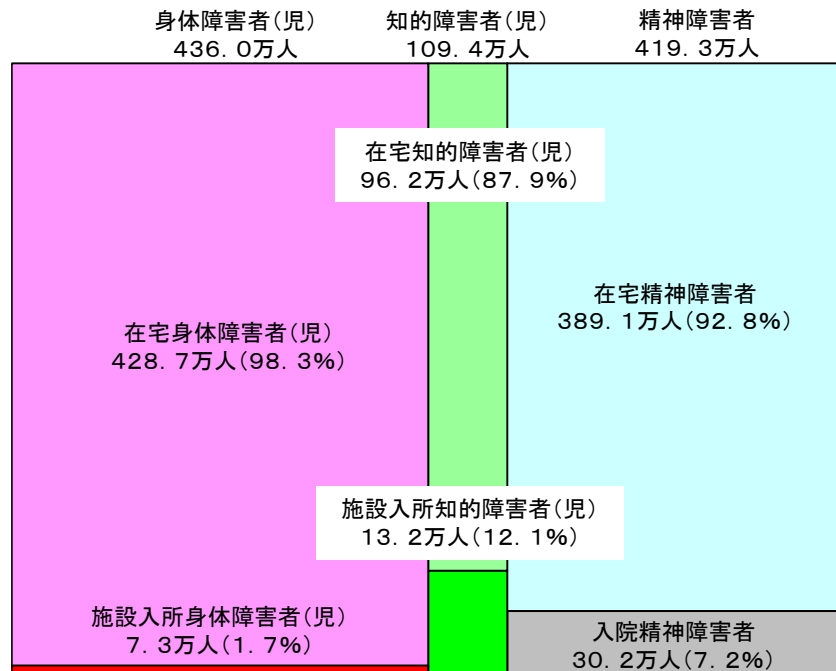 身体障害者(児)
436.0万人
知的障害者(児)
109.4万人
精神障害者
419.3万人
在宅知的障害者(児)
96.2万人(87.9%)
在宅精神障害者
389.1万人(92.8%)
在宅身体障害者(児)
428.7万人(98.3%)
施設入所知的障害者(児)
13.2万人(12.1%)
施設入所身体障害者(児)
7.3万人(1.7%)
入院精神障害者
30.2万人(7.2%)